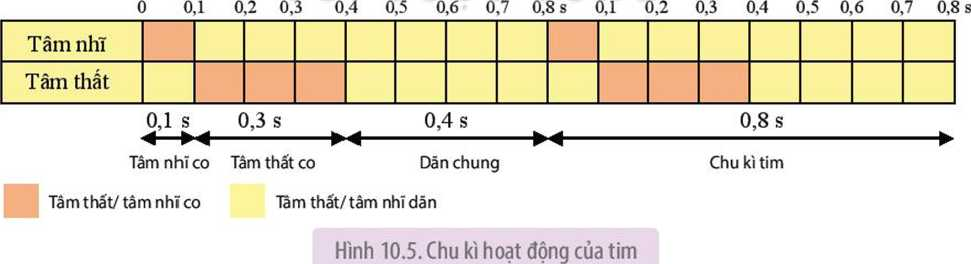 0 0,1 0,2 0,3 0,4 0,5 0,6 0,7 0,8 s 0,1 0,2 0,3 0,4 0,5 0,6 0,7 0,8 s
Tâm nhĩ
Tâm thất
0,1 s 0,3 s 0,4 s 0,8 s
Tâm nhĩ co Tâm thất co Dãn chung Chu kì tim
Tâm thất/ tâm nhĩ co Tâm thất/ tâm nhĩ dãn
Hình 10.5. Chu kì hoạt động của tim